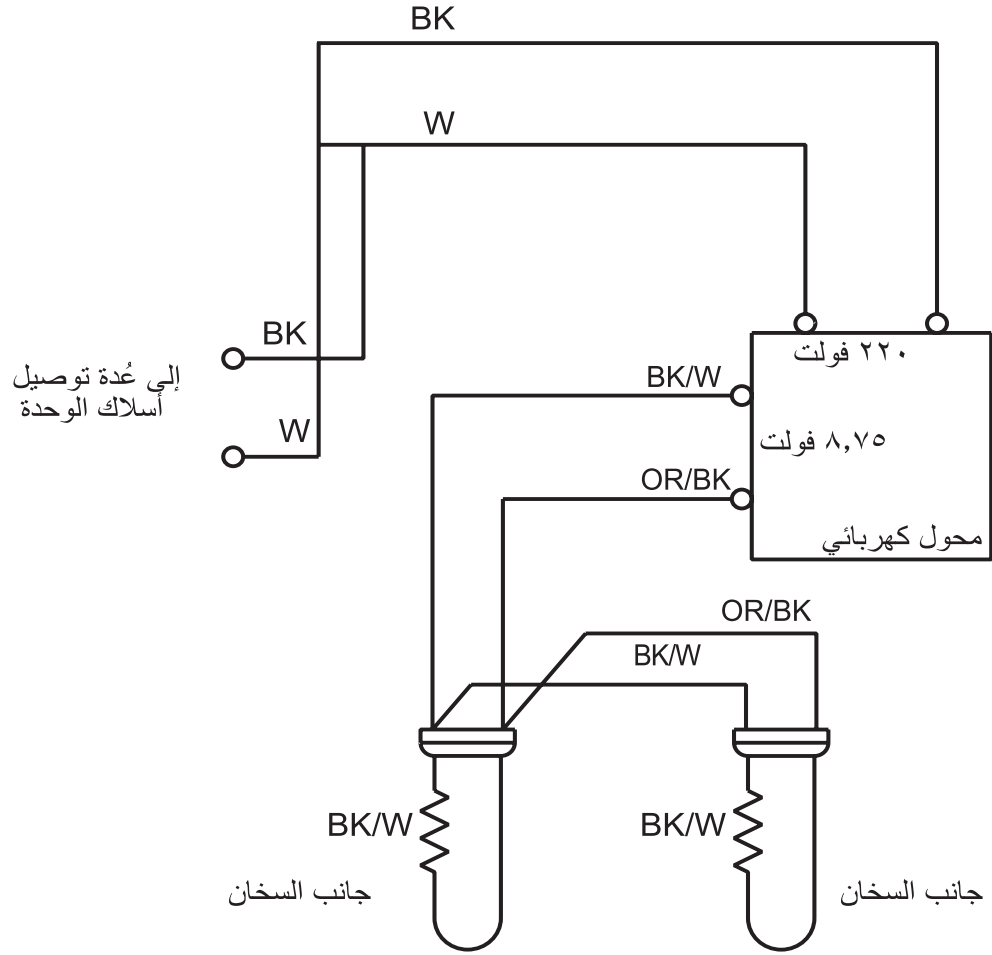 BK
W
BK
إلى عُدة توصيل
أسلاك الوحدة
W
٢٢٠ فولت
BK/W
٨,٧٥ فولت
OR/BK
محول كهربائي
OR/BK
BK/W
BK/W
BK/W
جانب السخان
جانب السخان